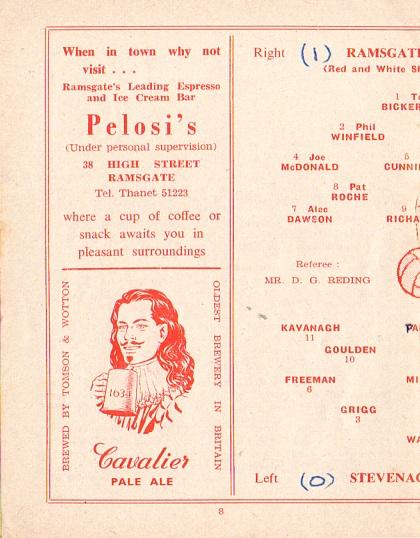 When in town why not
visit . . .
Ramsgate's Leading Espresso
and Ice Cream Bar
Pelosi's
(Under personal supervision)
38 HIGH STREET
RAMSGATE
Tel. Thanet 51223
where a cup of coffee or
snack awaits you in
pleasant surroundings
BREWED BY TOMSON & WOTTON
OLDEST BREWERY IN BRITAIN
1634
Cavalier
PALE ALE
Right (1) RAMSGATE
(Red and White
1
BICKER
2 Phil
WINFIELD
4 Joe
McDONALD
5
CUNNI
8 Pat
ROCHE
7 Alec
DAWSON
9
RICHA
Referee :
MR. D. G. REDING
KAVANAGH
11
GOULDEN
10
FREEMAN
6
MI
GRIGG
3
WA
Left (0) STEVENAG
8